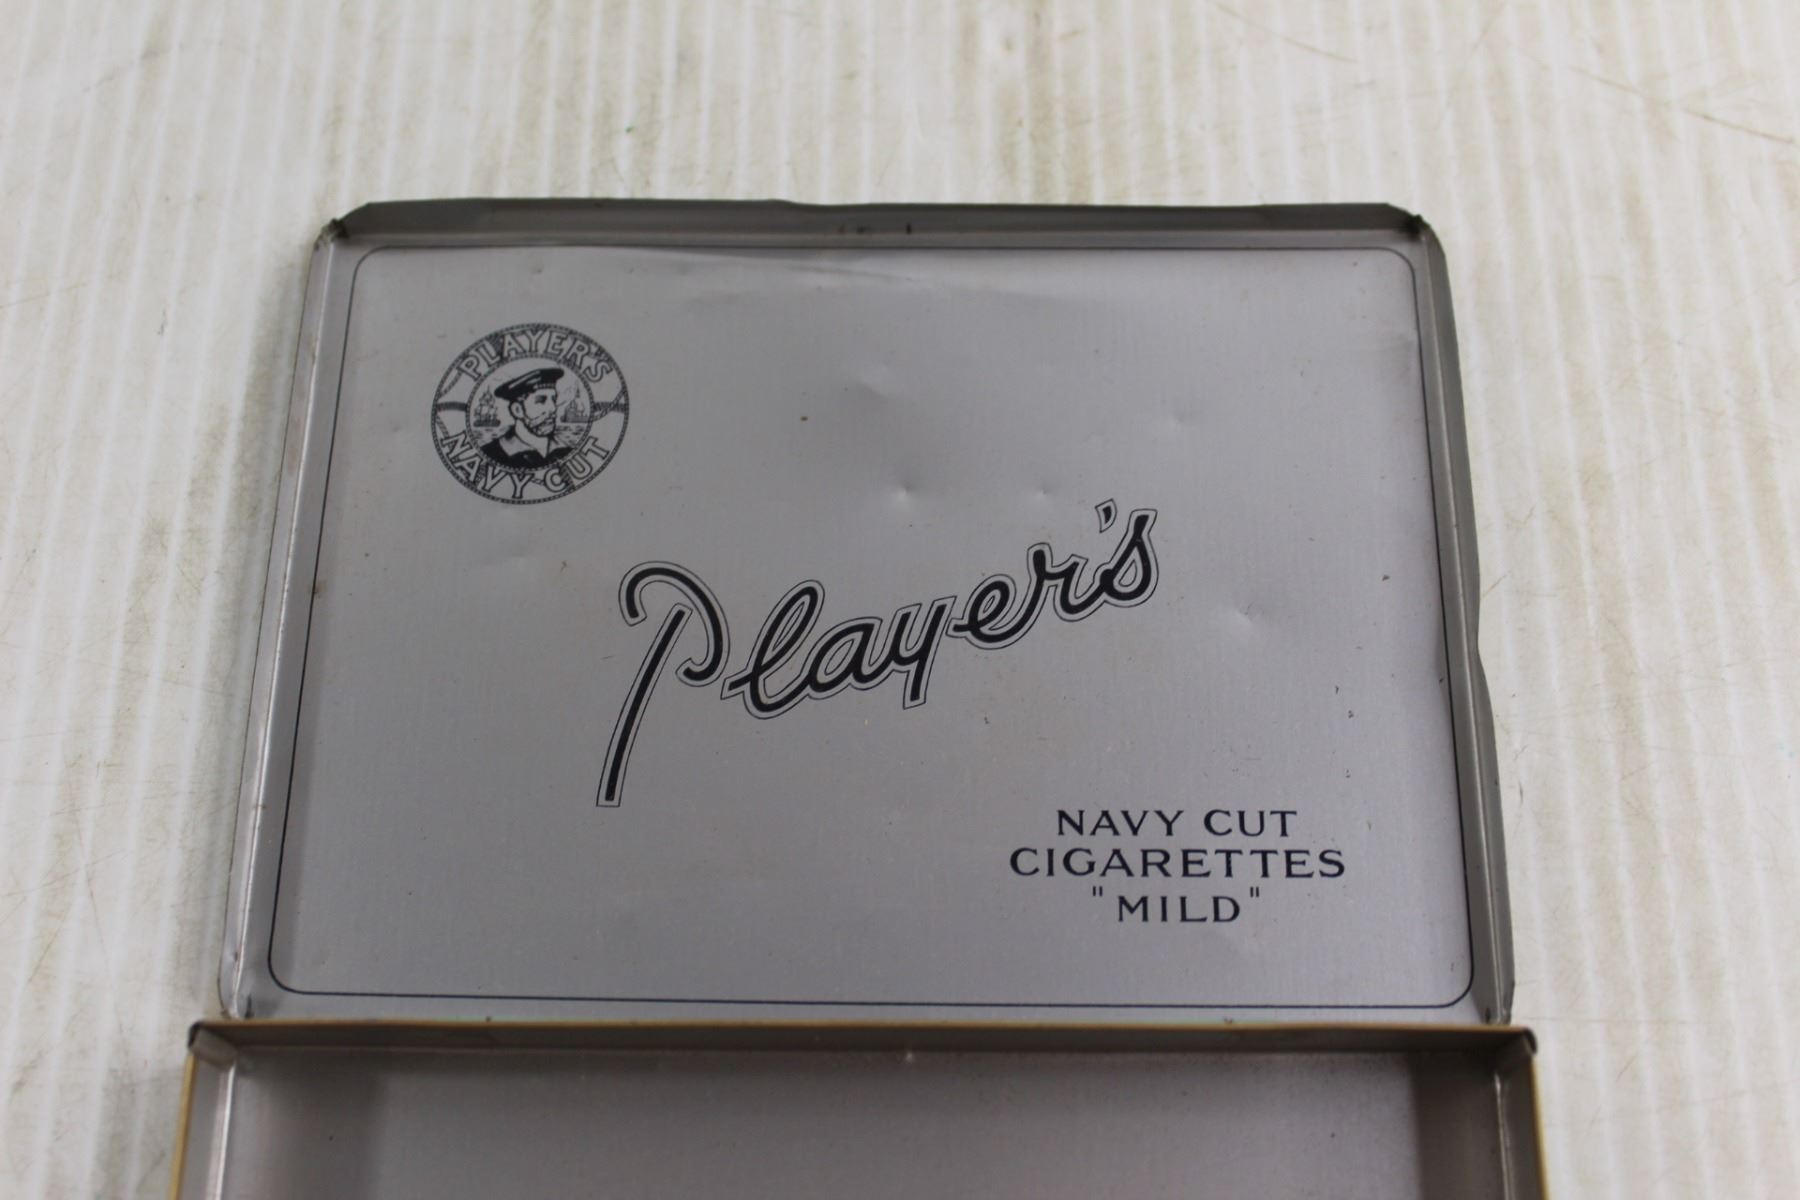 PLAYER'S
NAVY CUT
Player's
NAVY CUT
CIGARETTES
"MILD"